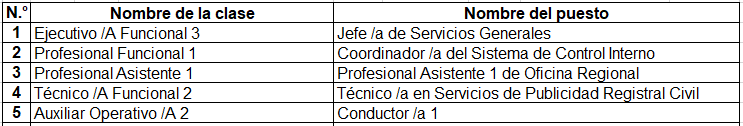 N.º Nombre de la clase Nombre del puesto
1 Ejecutivo /A Funcional 3 Jefe /a de Servicios Generales
2 Profesional Funcional 1 Coordinador /a del Sistema de Control Interno
3 Profesional Asistente 1 Profesional Asistente 1 de Oficina Regional
4 Técnico /A Funcional 2 Técnico /a en Servicios de Publicidad Registral Civil
5 Auxiliar Operativo /A 2 Conductor /a 1